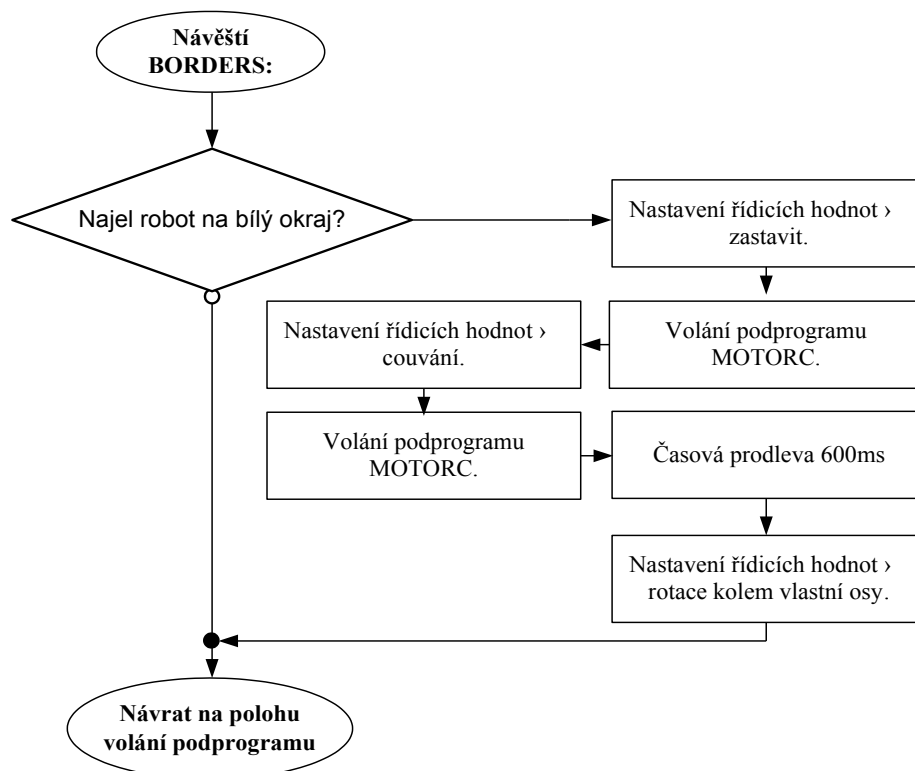 Návěští
BORDERS:
Najel robot na bílý okraj?
Nastavení řídicích hodnot ›
zastavit.
Volání podprogramu
MOTORC.
Nastavení řídicích hodnot ›
couvání.
Volání podprogramu
MOTORC.
Časová prodleva 600ms
Nastavení řídicích hodnot ›
rotace kolem vlastní osy.
Návrat na polohu
volání podprogramu